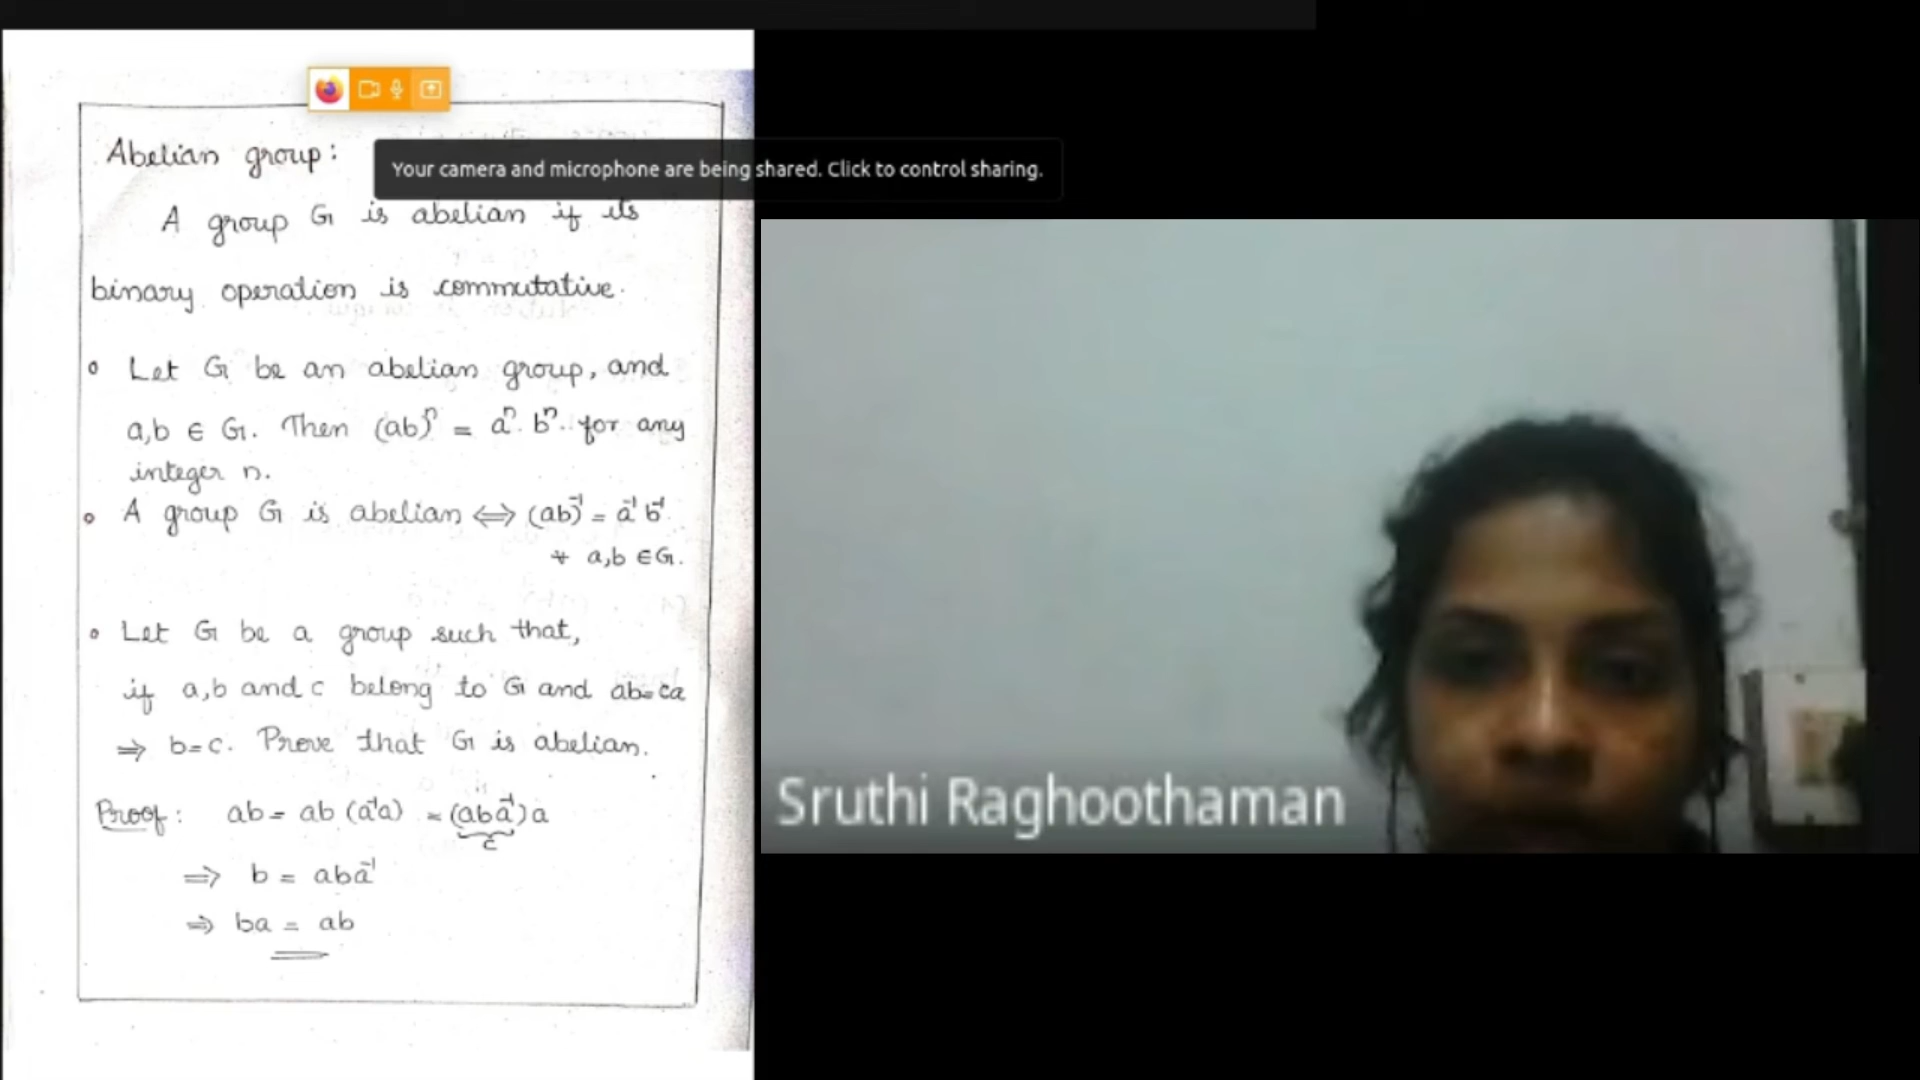 Abelian group:
Your camera and microphone are being shared. Click to control sharing.
A group G is abelian if its
binary operation is commutative.
∘ Let G be an abelian group, and
a,b ∈ G. Then (ab)ⁿ = aⁿ. bⁿ. for any
integer n.
∘ A group G is abelian ⟺ (ab)⁻¹ = a⁻¹ b⁻¹.
∀ a,b ∈ G.
∘ Let G be a group such that,
if a,b and c belong to G and ab=ca
⇒ b=c. Prove that G is abelian.
Proof: ab = ab (a⁻¹a) = (aba⁻¹)a
c
⇒ b = aba⁻¹
⇒ ba = ab
Sruthi Raghoothaman